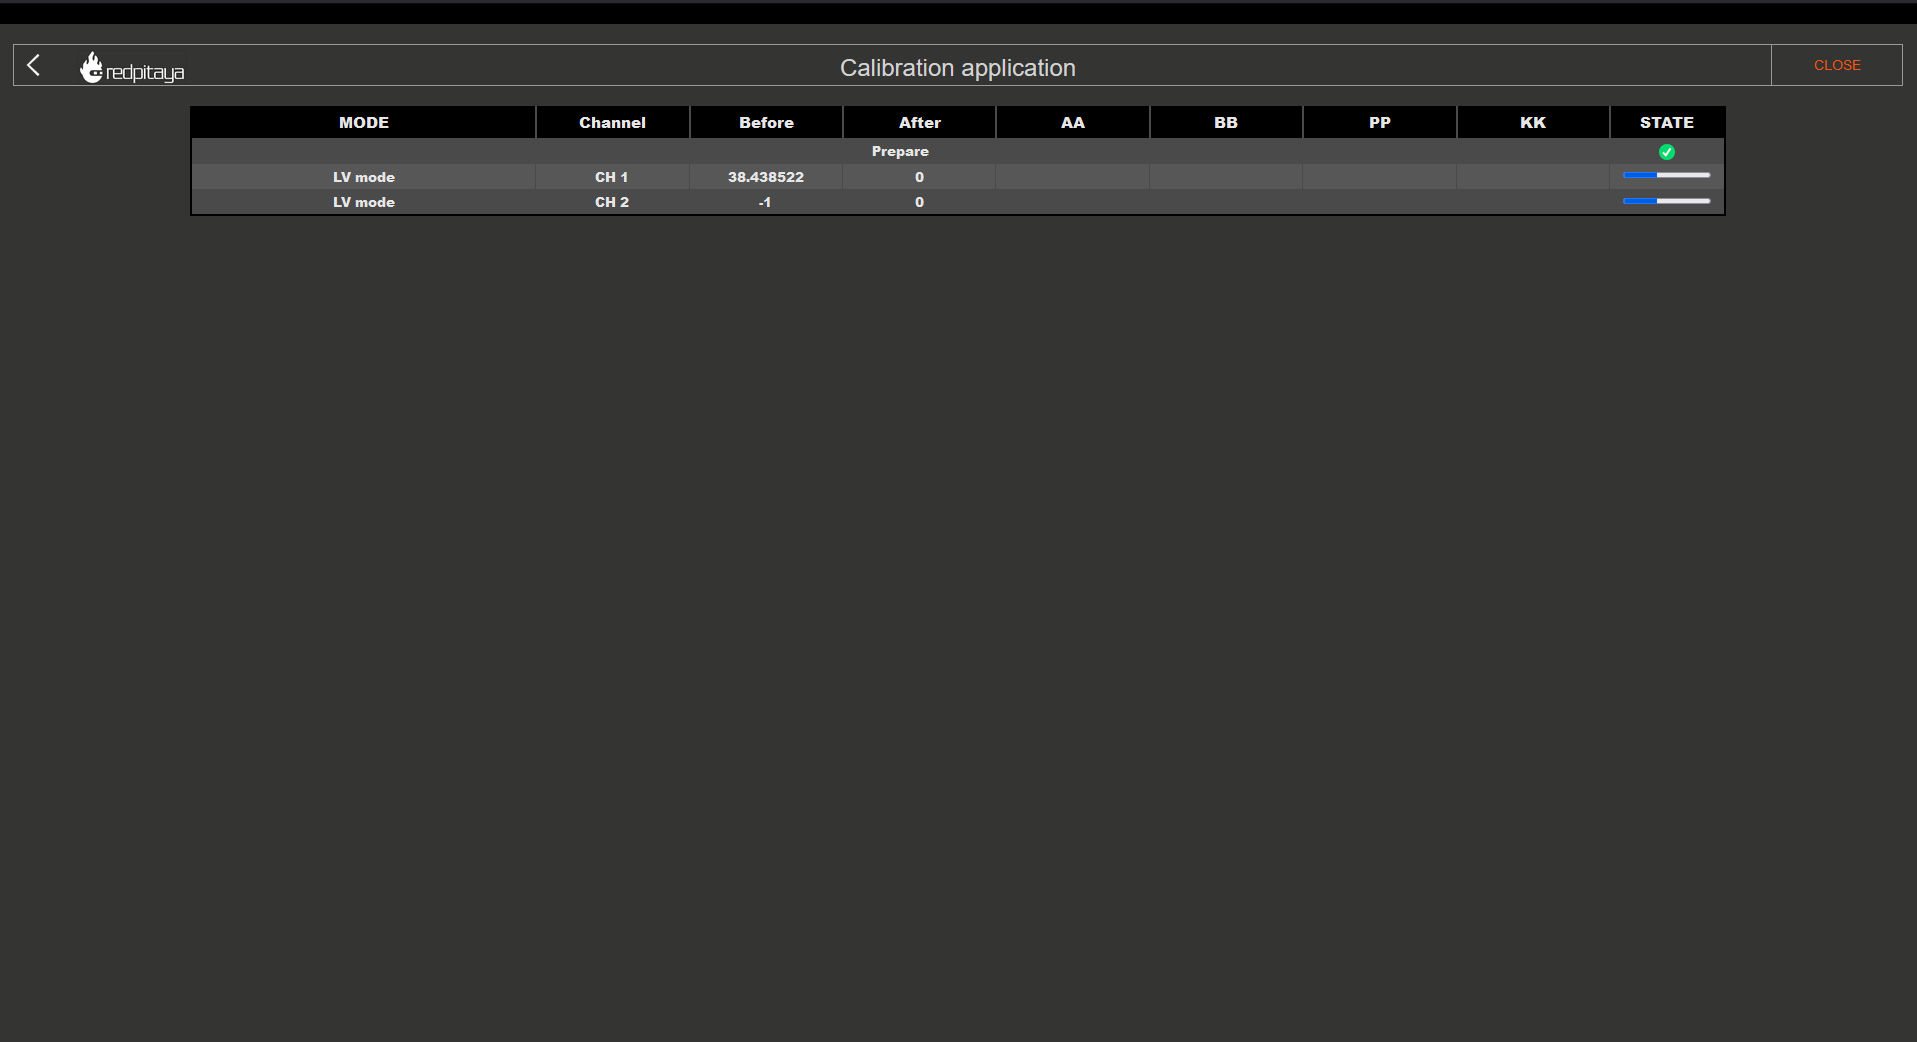 redpitaya
Calibration application
CLOSE
MODE Channel Before After AA BB PP KK STATE
Prepare
LV mode CH 1 38.438522 0
LV mode CH 2 -1 0